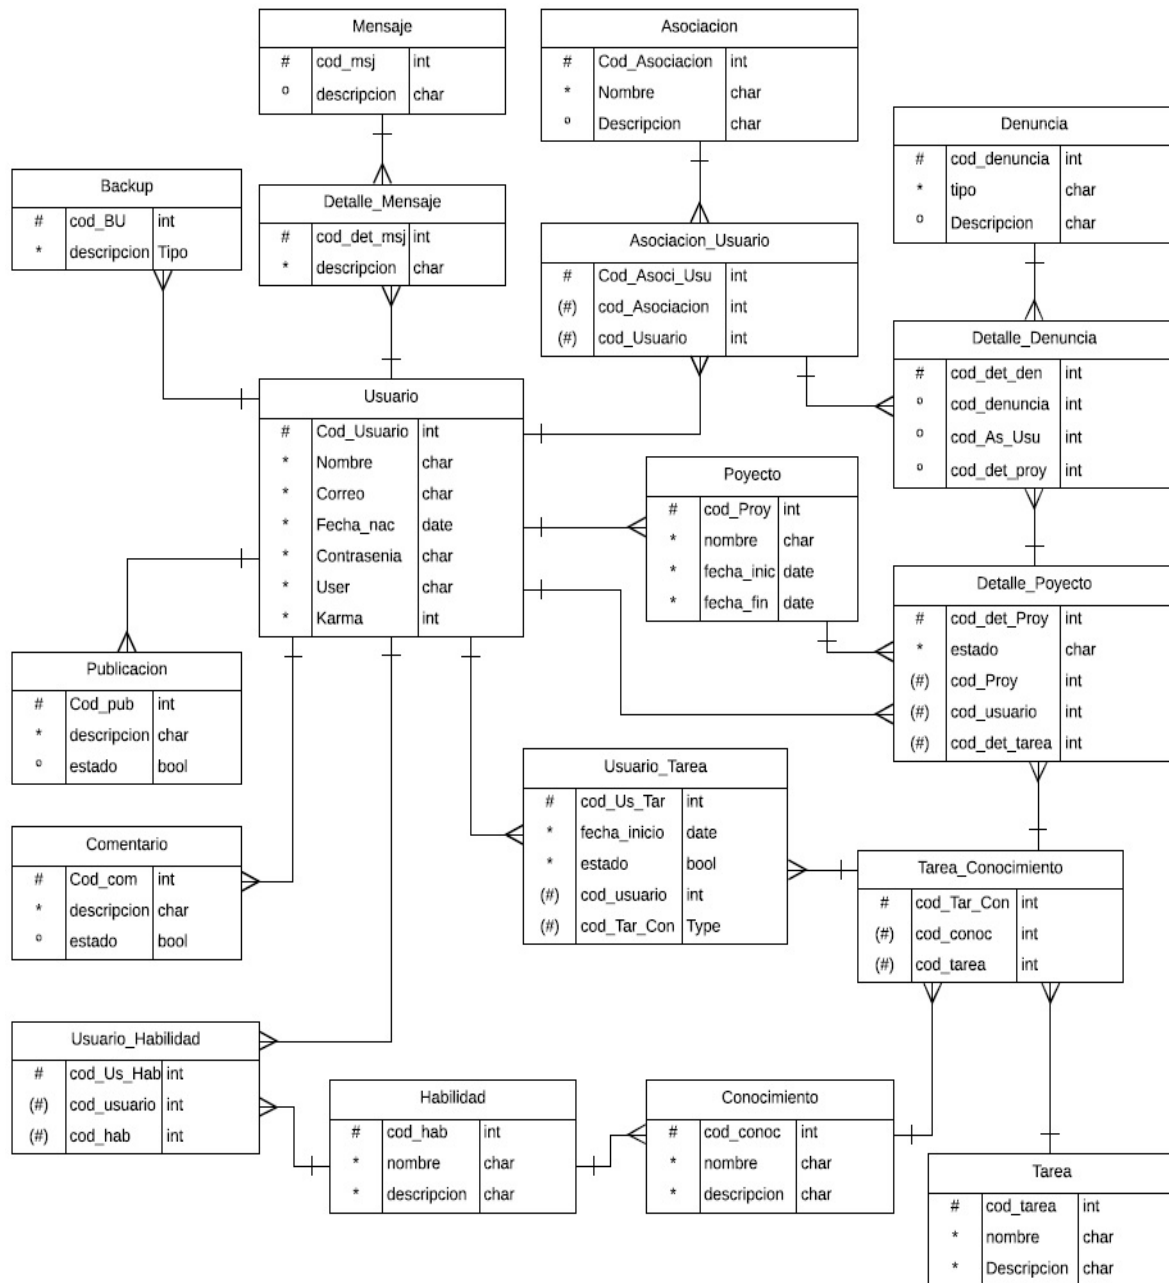 Mensaje
# cod_msj int
º descripcion char
Asociacion
# Cod_Asociacion int
* Nombre char
º Descripcion char
Denuncia
# cod_denuncia int
* tipo char
º Descripcion char
Backup
# cod_BU int
* descripcion Tipo
Detalle_Mensaje
# cod_det_msj int
* descripcion char
Asociacion_Usuario
# Cod_Asoci_Usu int
(#) cod_Asociacion int
(#) cod_Usuario int
Detalle_Denuncia
# cod_det_den int
º cod_denuncia int
º cod_As_Usu int
º cod_det_proy int
Usuario
# Cod_Usuario int
* Nombre char
* Correo char
* Fecha_nac date
* Contrasenia char
* User char
* Karma int
Poyecto
# cod_Proy int
* nombre char
* fecha_inic date
* fecha_fin date
Detalle_Poyecto
# cod_det_Proy int
* estado char
(#) cod_Proy int
(#) cod_usuario int
(#) cod_det_tarea int
Publicacion
# Cod_pub int
* descripcion char
º estado bool
Usuario_Tarea
# cod_Us_Tar int
* fecha_inicio date
* estado bool
(#) cod_usuario int
(#) cod_Tar_Con Type
Comentario
# Cod_com int
* descripcion char
º estado bool
Tarea_Conocimiento
# cod_Tar_Con int
(#) cod_conoc int
(#) cod_tarea int
Usuario_Habilidad
# cod_Us_Hab int
(#) cod_usuario int
(#) cod_hab int
Habilidad
# cod_hab int
* nombre char
* descripcion char
Conocimiento
# cod_conoc int
* nombre char
* descripcion char
Tarea
# cod_tarea int
* nombre char
* Descripcion char